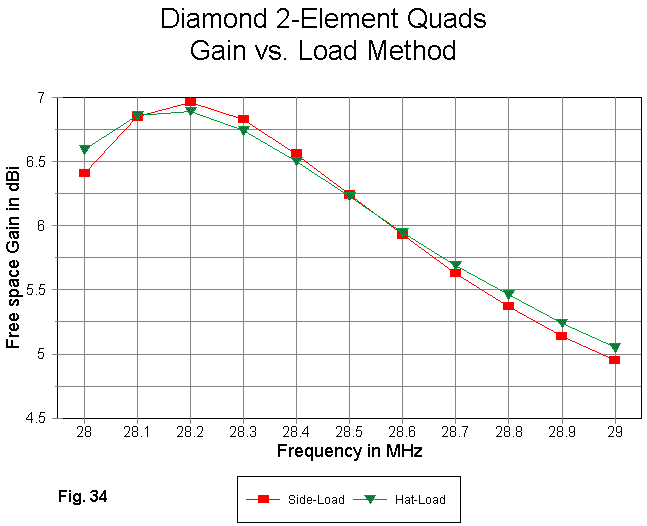 Diamond 2-Element Quads
Gain vs. Load Method
Free space Gain in dBi
7
6.5
6
5.5
5
4.5
28 28.1 28.2 28.3 28.4 28.5 28.6 28.7 28.8 28.9 29
Frequency in MHz
Fig. 34
Side-Load Hat-Load